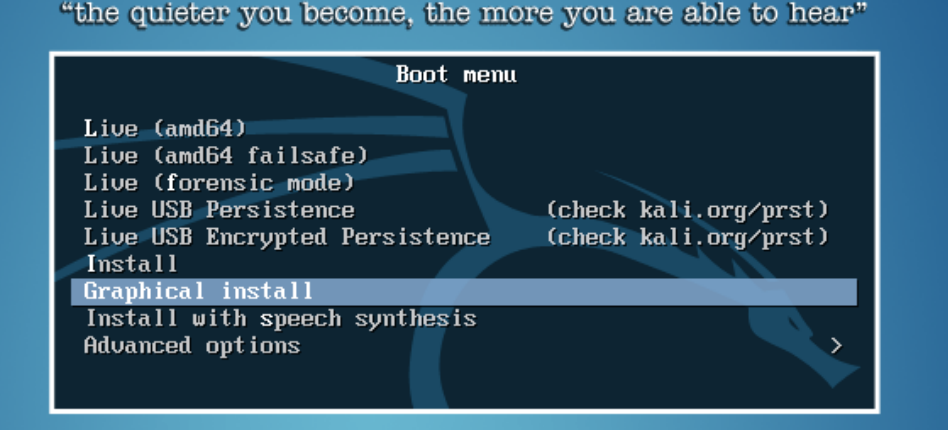 “the quieter you become, the more you are able to hear”
Boot menu
Live (amd64)
Live (amd64 failsafe)
Live (forensic mode)
Live USB Persistence (check kali.org/prst)
Live USB Encrypted Persistence (check kali.org/prst)
Install
Graphical install
Install with speech synthesis
Advanced options >